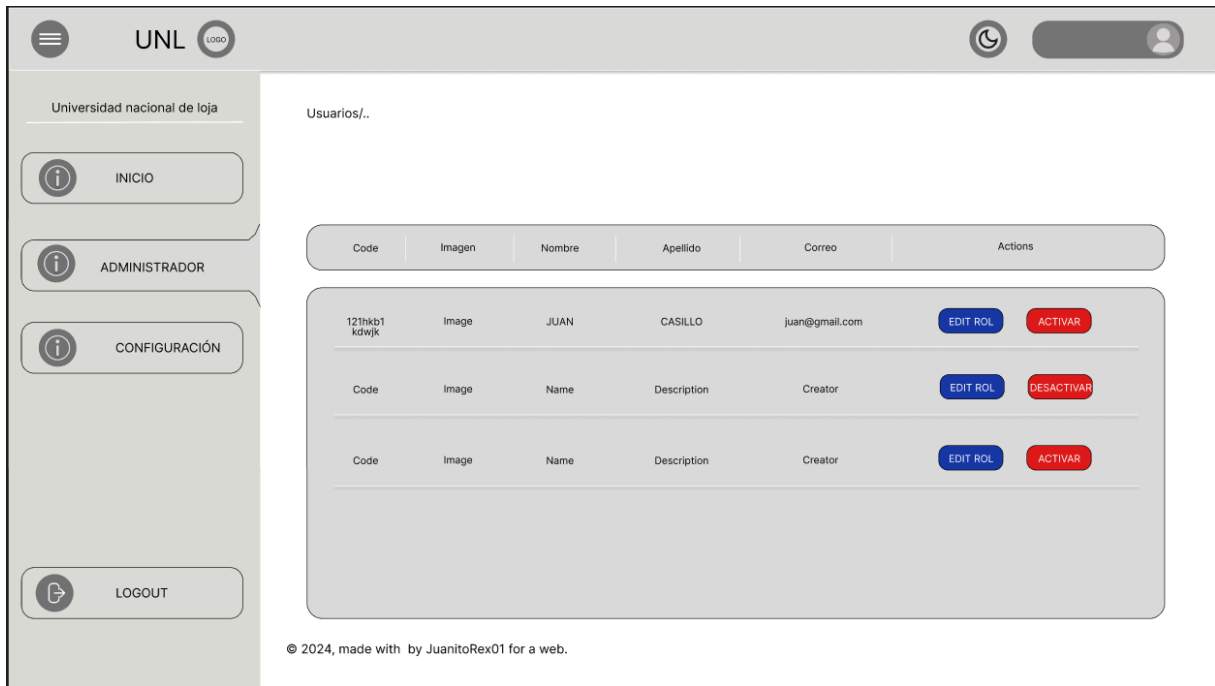 UNL LOGO
Universidad nacional de loja
INICIO
ADMINISTRADOR
CONFIGURACIÓN
LOGOUT
Usuarios/..
Code Imagen Nombre Apellido Correo Actions
121hkb1
kdwjk
Image JUAN CASILLO juan@gmail.com EDIT ROL ACTIVAR
Code Image Name Description Creator EDIT ROL DESACTIVAR
Code Image Name Description Creator EDIT ROL ACTIVAR
© 2024, made with by JuanitoRex01 for a web.